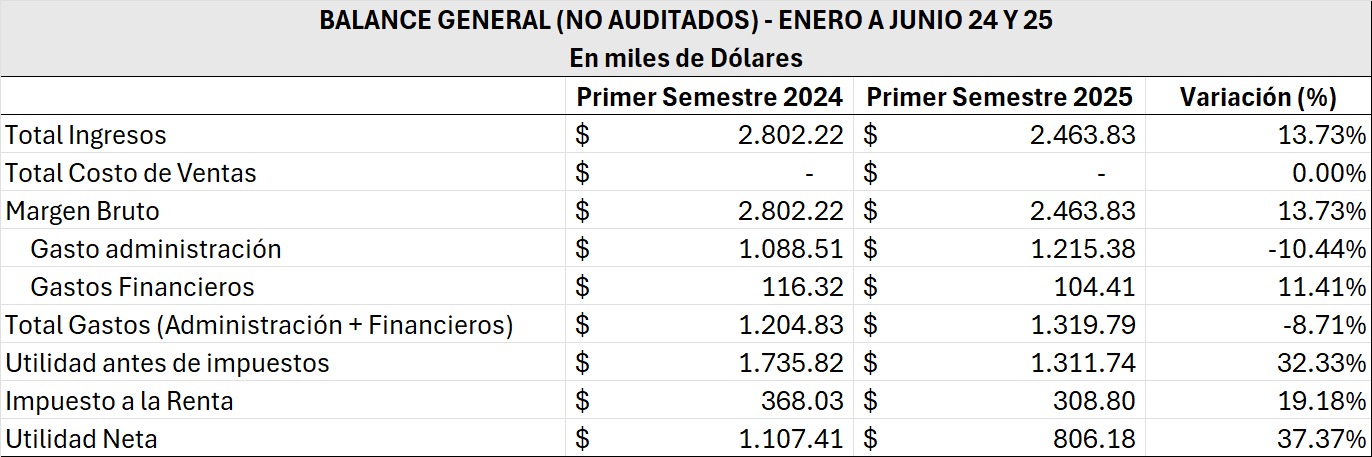 BALANCE GENERAL (NO AUDITADOS) - ENERO A JUNIO 24 Y 25
En miles de Dólares
Primer Semestre 2024 Primer Semestre 2025 Variación (%)
Total Ingresos $ 2.802.22 $ 2.463.83 13.73%
Total Costo de Ventas $ - $ - 0.00%
Margen Bruto $ 2.802.22 $ 2.463.83 13.73%
Gasto administración $ 1.088.51 $ 1.215.38 -10.44%
Gastos Financieros $ 116.32 $ 104.41 11.41%
Total Gastos (Administración + Financieros) $ 1.204.83 $ 1.319.79 -8.71%
Utilidad antes de impuestos $ 1.735.82 $ 1.311.74 32.33%
Impuesto a la Renta $ 368.03 $ 308.80 19.18%
Utilidad Neta $ 1.107.41 $ 806.18 37.37%